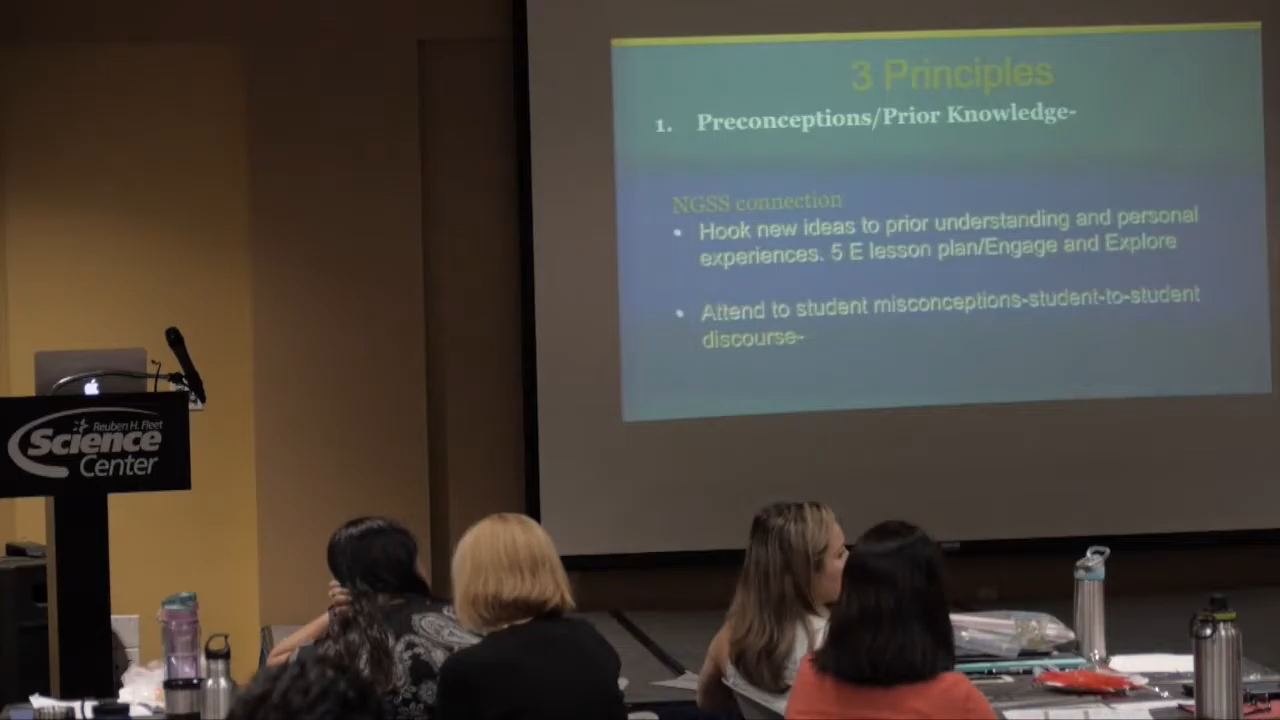 3 Principles
1. Preconceptions/Prior Knowledge-
NGSS connection
• Hook new ideas to prior understanding and personal
experiences. 5 E lesson plan/Engage and Explore
• Attend to student misconceptions-student-to-student
discourse-
Reuben H. Fleet
Science
Center